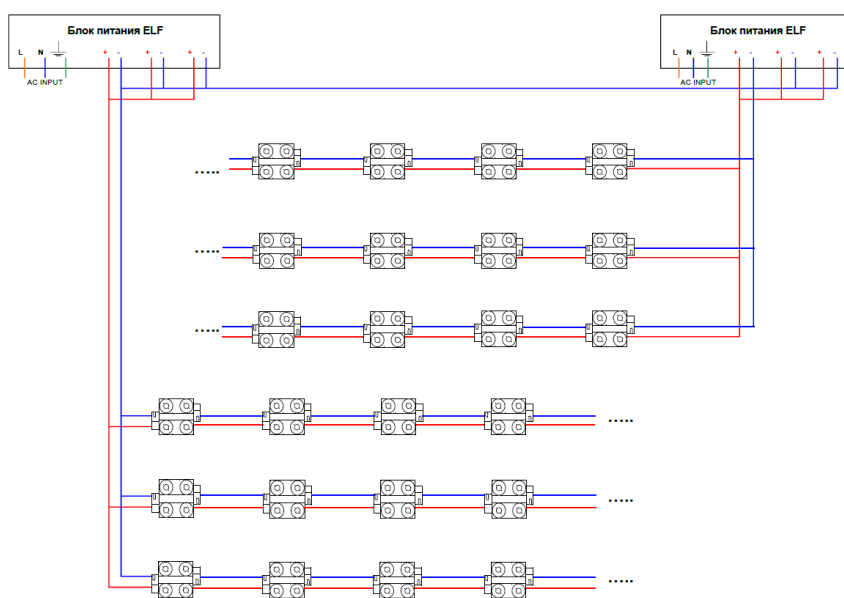 Блок питания ELF
L N + - + - + -
AC INPUT
Блок питания ELF
L N + - + - + -
AC INPUT
.....
.....
.....
.....
.....
.....